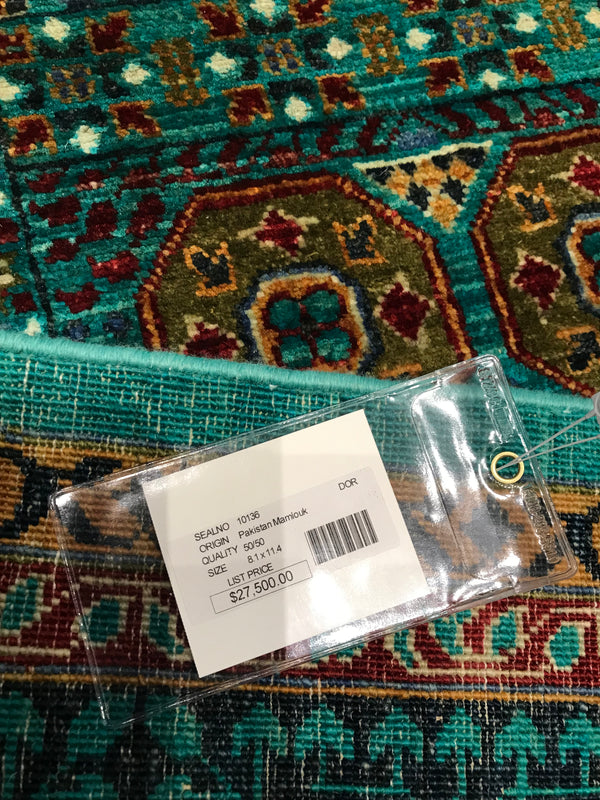 DOR
SEALNO 10136
ORIGIN Pakistan Mamlouk
QUALITY 50/50
SIZE 8.1 x 11.4
LIST PRICE
$27,500.00